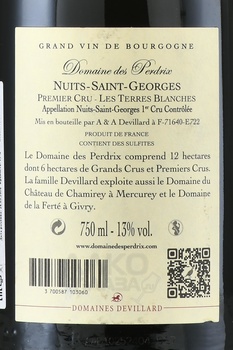 GRAND VIN DE BOURGOGNE
Domaine des Perdrix
NUITS-SAINT-GEORGES
PREMIER CRU - LES TERRES BLANCHES
Appellation Nuits-Saint-Georges 1er Cru Contrôlée
Mis en bouteille par A & A Devillard à F-71640-E722
PRODUIT DE FRANCE
CONTIENT DES SULFITES
Le Domaine des Perdrix comprend 12 hectares
dont 6 hectares de Grands Crus et Premiers Crus.
La famille Devillard exploite aussi le Domaine du
Château de Chamirey à Mercurey et le Domaine
de la Ferté à Givry.
750 ml - 13% vol.
www.domainedesperdrix.com
3 700587 103060
DOMAINES DEVILLARD